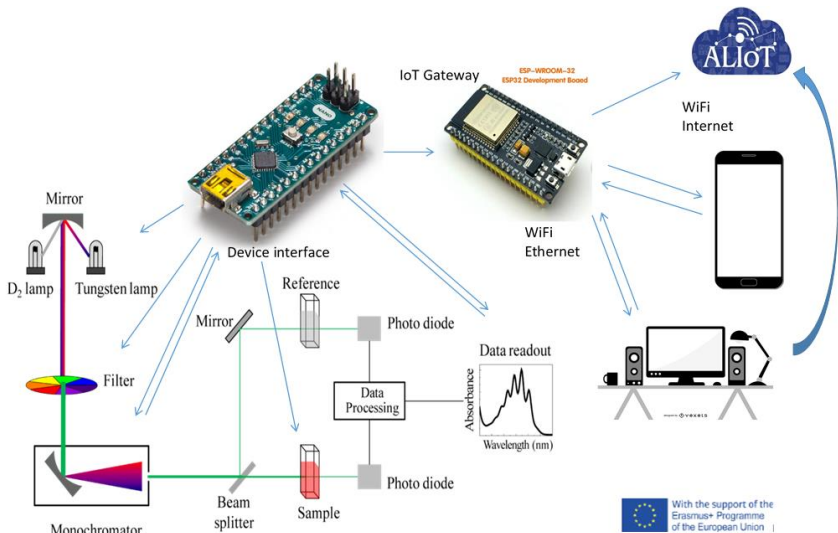 ALIoT
IoT Gateway
ESP-WROOM-32
ESP32 Development Board
WiFi
Internet
NANO
Mirror
Device interface
WiFi
Ethernet
D2 lamp
Tungsten lamp
Reference
Mirror
Photo diode
Data readout
Filter
Data
Processing
Absorbance
Wavelength (nm)
Photo diode
Beam
splitter
Sample
Monochromator
With the support of the
Erasmus+ Programme
of the European Union